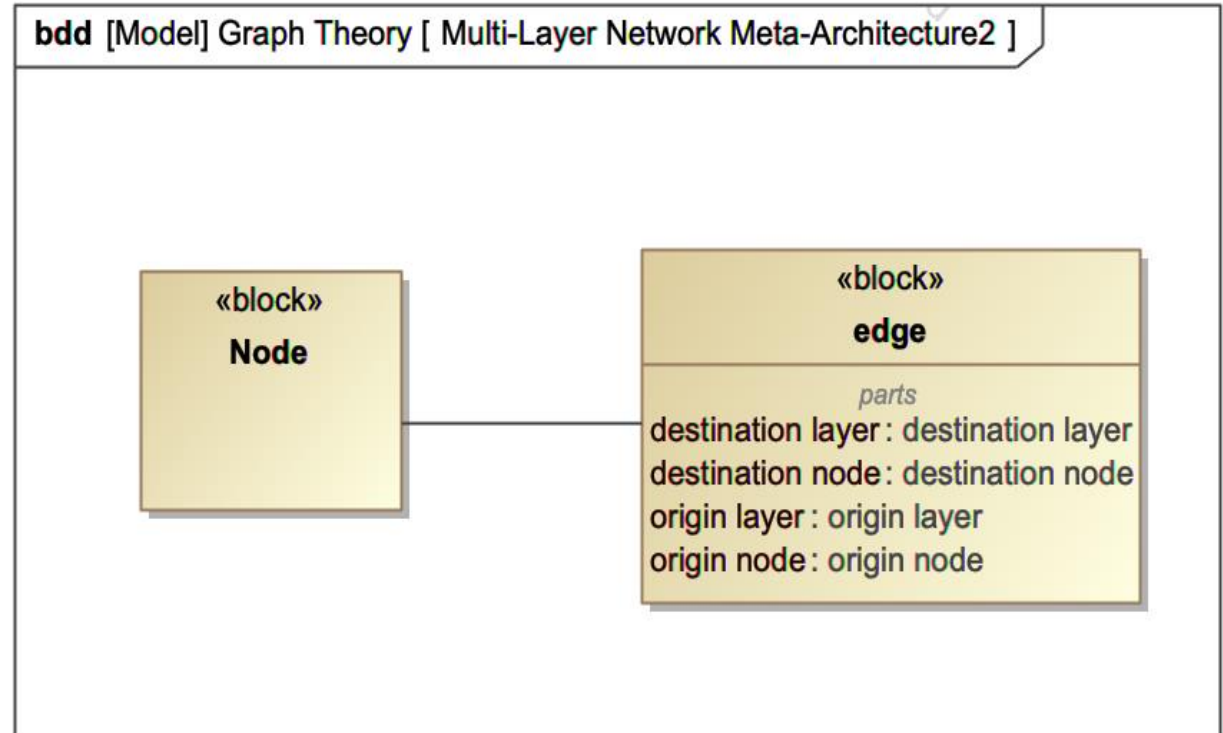 bdd [Model] Graph Theory [ Multi-Layer Network Meta-Architecture2 ]
«block»
Node
«block»
edge
parts
destination layer : destination layer
destination node : destination node
origin layer : origin layer
origin node : origin node